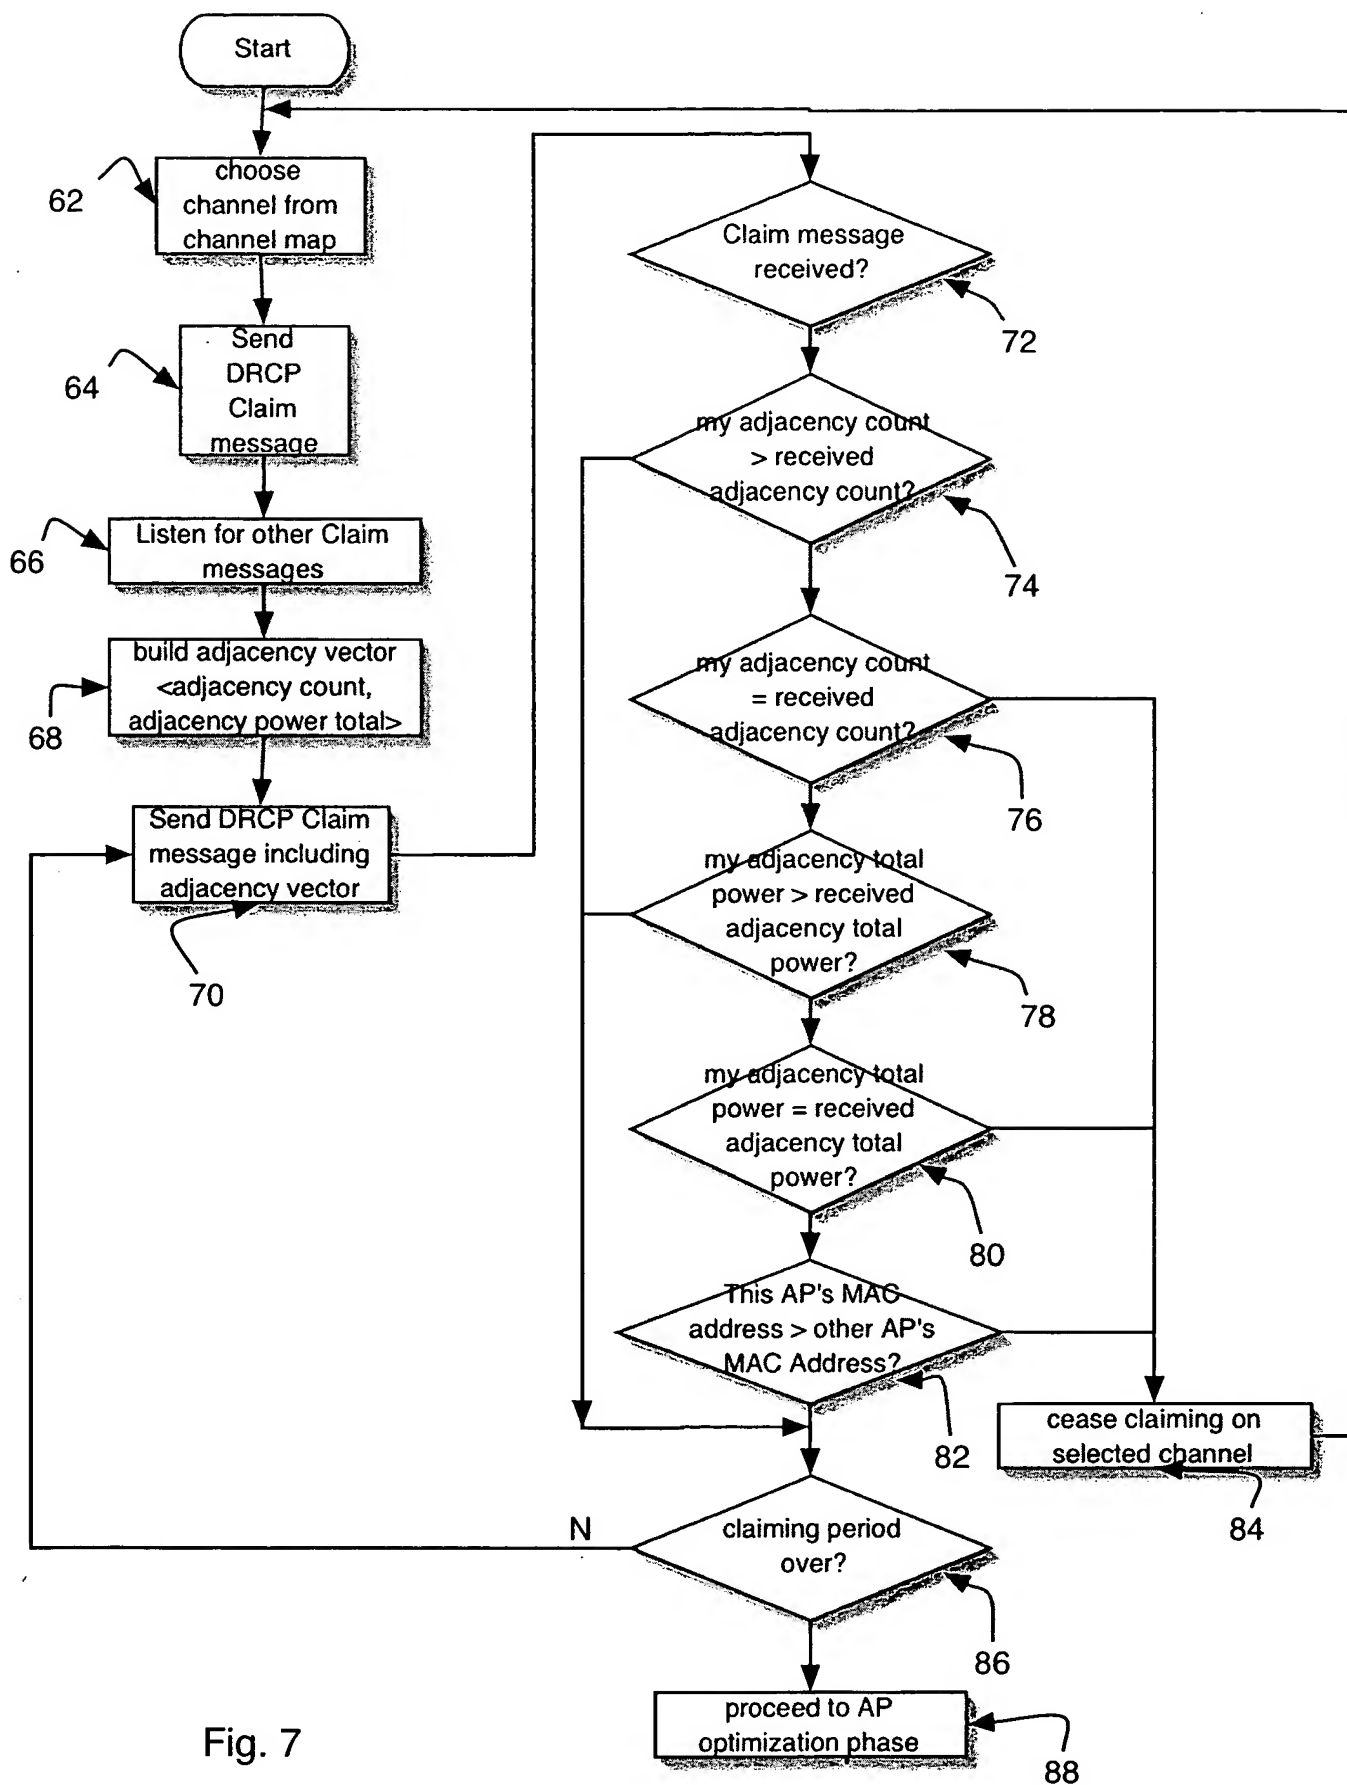 Start
choose
channel from
channel map
62
Send
DRCP
Claim
message
64
Listen for other Claim
messages
66
build adjacency vector
<adjacency count,
adjacency power total>
68
Send DRCP Claim
message including
adjacency vector
70
Claim message
received?
72
my adjacency count
> received
adjacency count?
74
my adjacency count
= received
adjacency count?
76
my adjacency total
power > received
adjacency total
power?
78
my adjacency total
power = received
adjacency total
power?
80
This AP's MAC
address > other AP's
MAC Address?
82
cease claiming on
selected channel
84
N
claiming period
over?
86
proceed to AP
optimization phase
88
Fig. 7